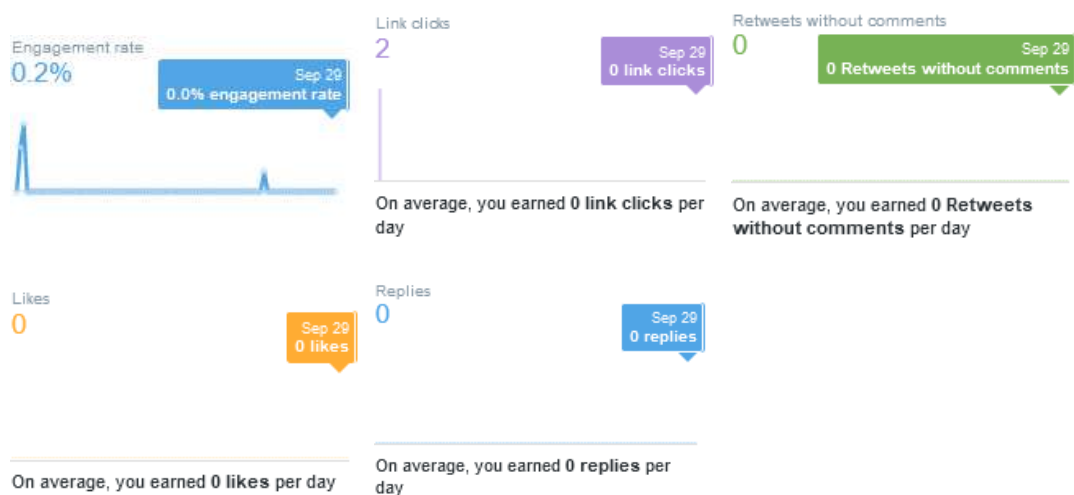 Engagement rate
0.2%
Sep 29
0.0% engagement rate
Link clicks
2
Sep 29
0 link clicks
On average, you earned 0 link clicks per
day
Retweets without comments
0
Sep 29
0 Retweets without comments
On average, you earned 0 Retweets
without comments per day
Likes
0
Sep 29
0 likes
On average, you earned 0 likes per day
Replies
0
Sep 29
0 replies
On average, you earned 0 replies per
day